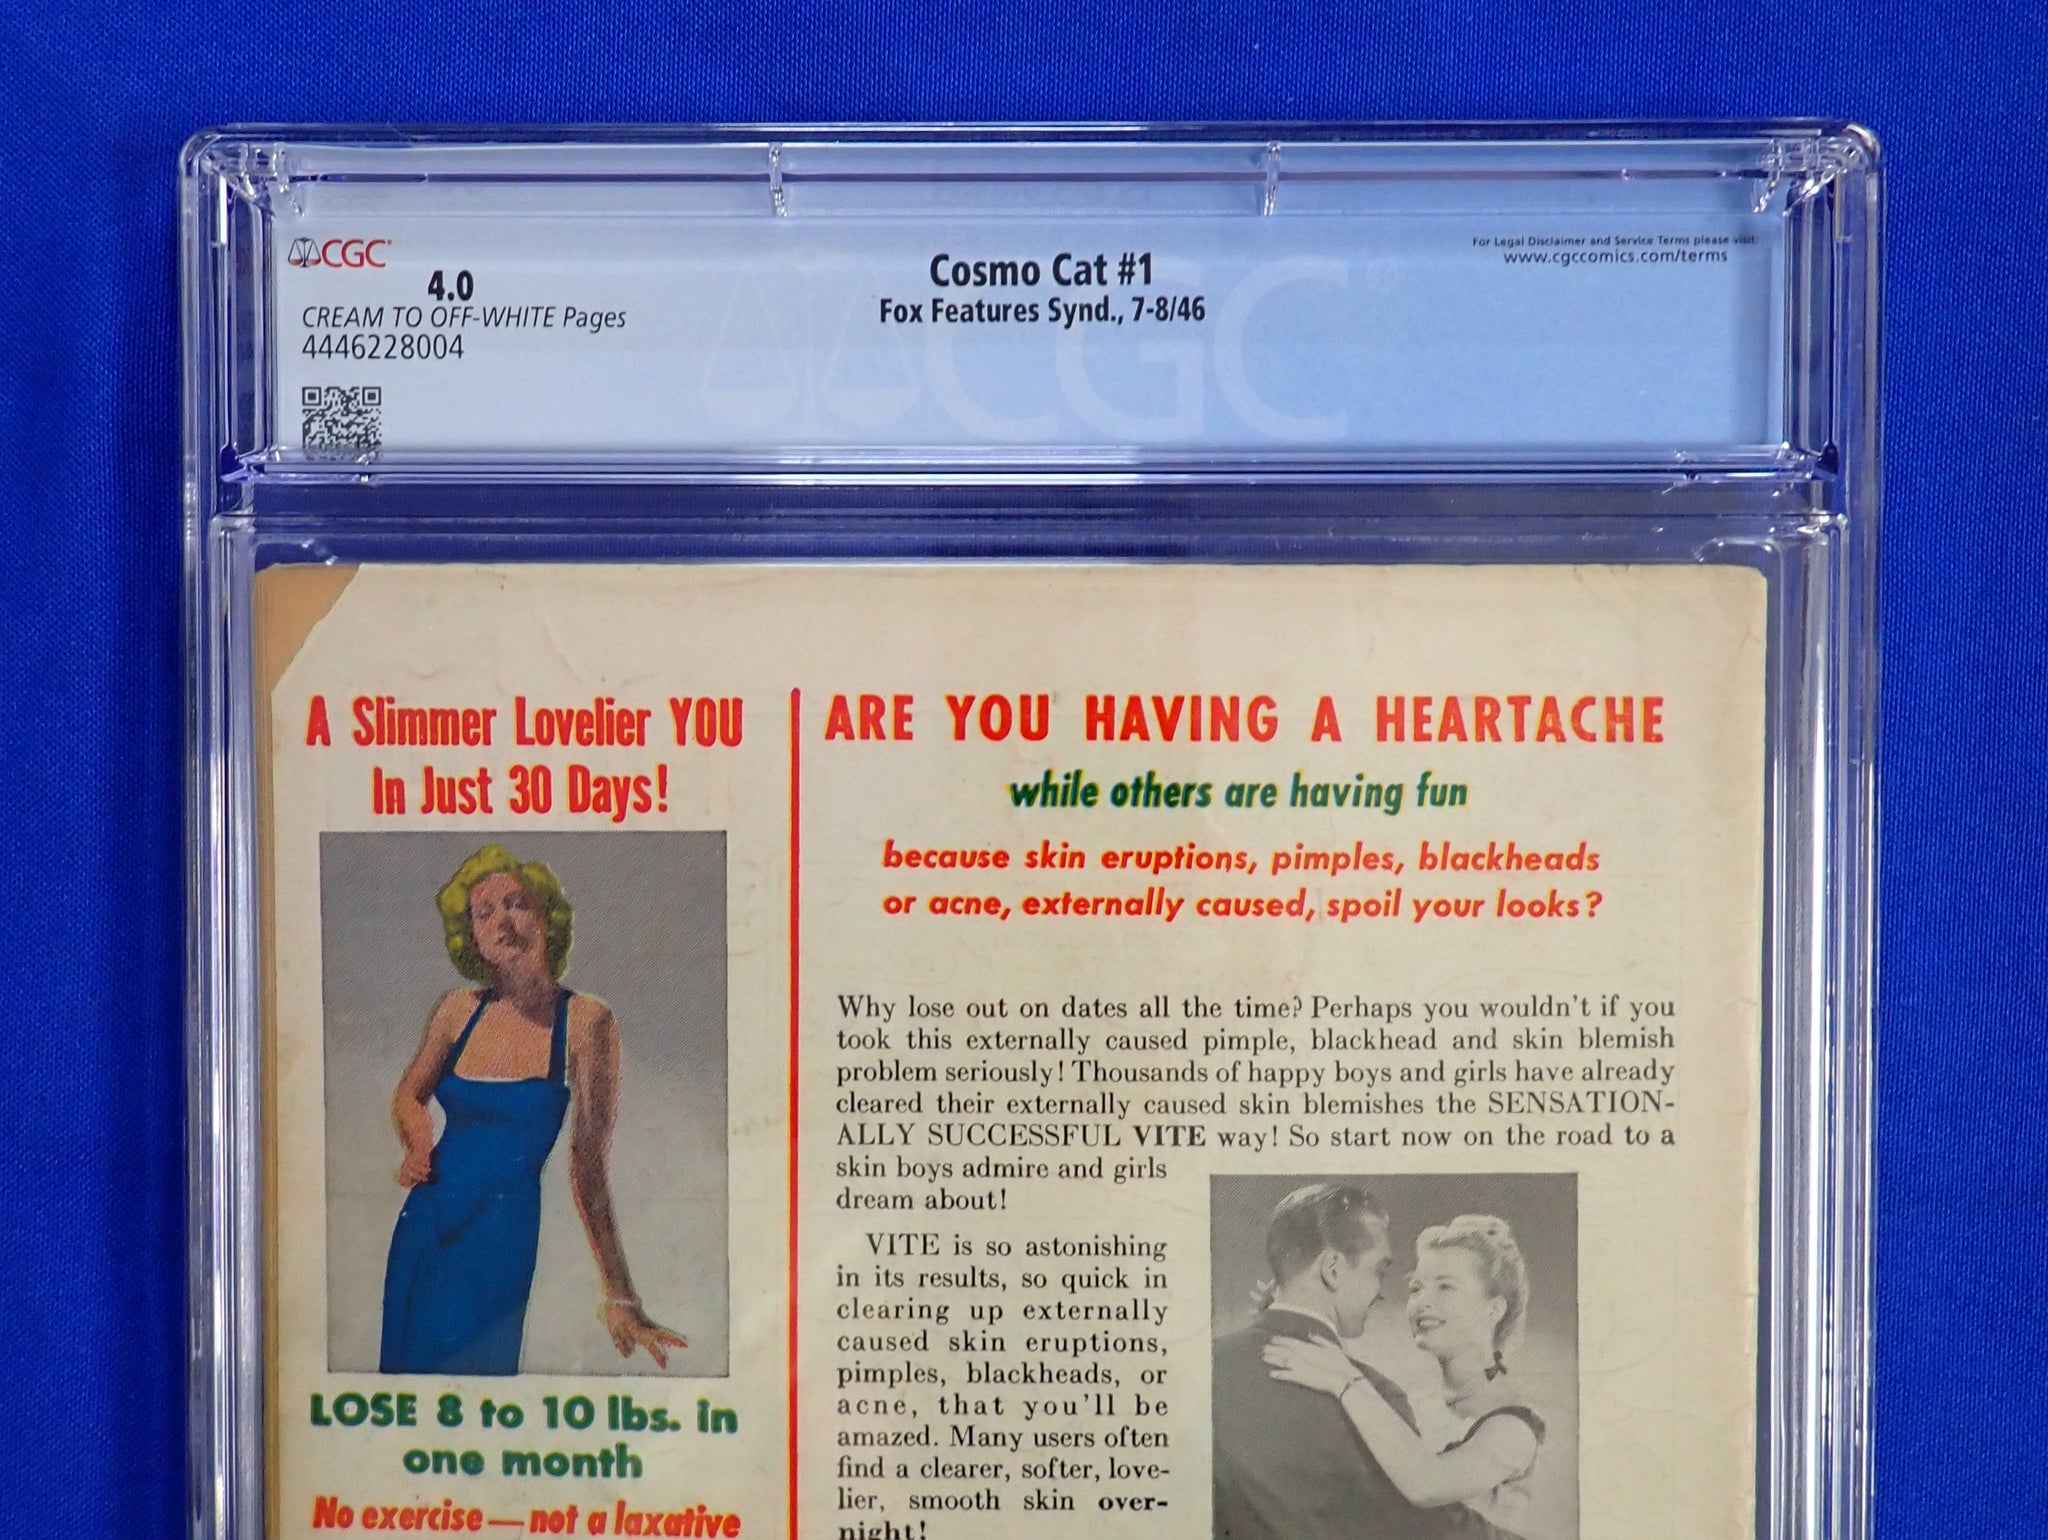 CGC
4.0
CREAM TO OFF-WHITE Pages
4446228004
Cosmo Cat #1
Fox Features Synd., 7-8/46
For Legal Disclaimer and Service Terms please visit:
www.cgccomics.com/terms
CGC
A Slimmer Lovelier YOU
In Just 30 Days!
LOSE 8 to 10 lbs. in
one month
No exercise—not a laxative
ARE YOU HAVING A HEARTACHE
while others are having fun
because skin eruptions, pimples, blackheads
or acne, externally caused, spoil your looks?
Why lose out on dates all the time? Perhaps you wouldn't if you
took this externally caused pimple, blackhead and skin blemish
problem seriously! Thousands of happy boys and girls have already
cleared their externally caused skin blemishes the SENSATION-
ALLY SUCCESSFUL VITE way! So start now on the road to a
skin boys admire and girls
dream about!
VITE is so astonishing
in its results, so quick in
clearing up externally
caused skin eruptions,
pimples, blackheads, or
acne, that you'll be
amazed. Many users often
find a clearer, softer, love-
lier, smooth skin over-
night!